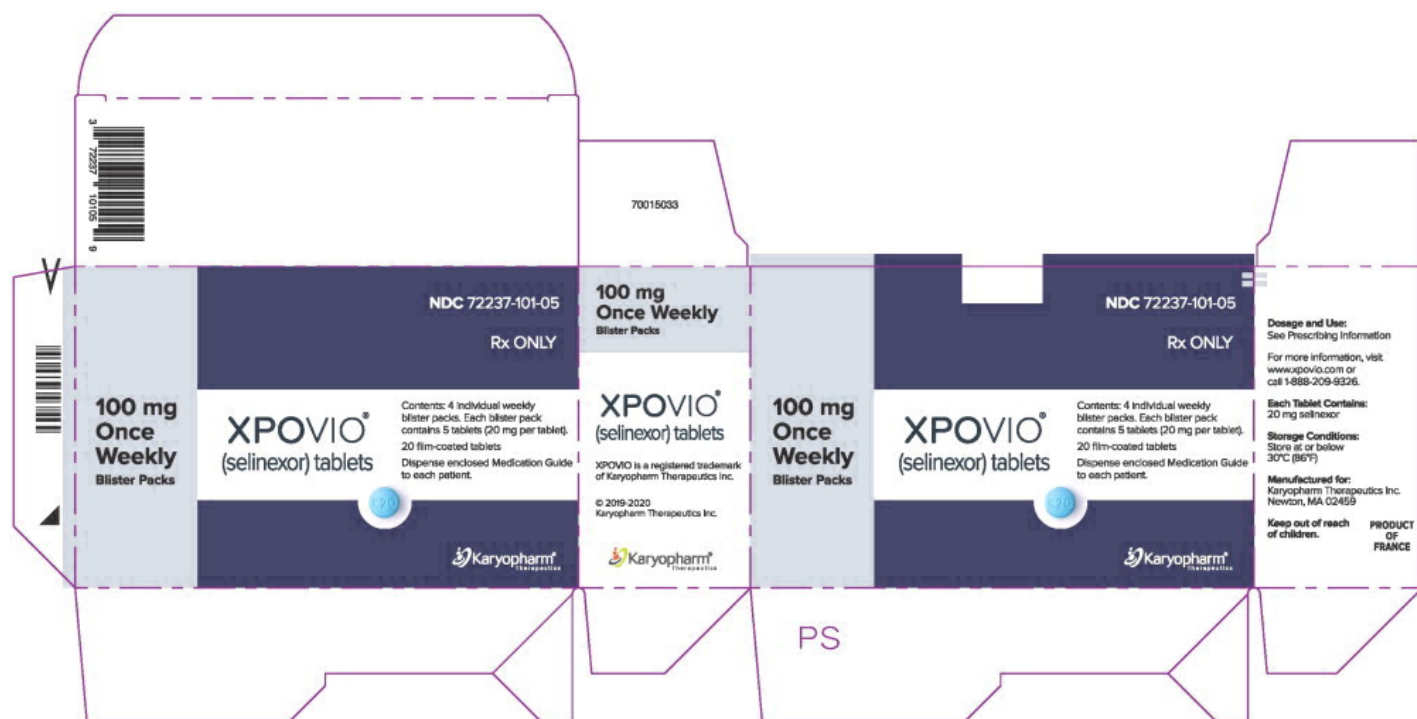 3 72237 10105 9
70015033
100 mg
Once
Weekly
Blister Packs
NDC 72237-101-05
Rx ONLY
XPOVIO®
(selinexor) tablets
Contents: 4 individual weekly
blister packs. Each blister pack
contains 5 tablets (20 mg per tablet).
20 film-coated tablets
Dispense enclosed Medication Guide
to each patient.
K20
Karyopharm®
Therapeutics
100 mg
Once Weekly
Blister Packs
XPOVIO®
(selinexor) tablets
XPOVIO is a registered trademark
of Karyopharm Therapeutics Inc.
© 2019-2020
Karyopharm Therapeutics Inc.
Karyopharm®
Therapeutics
100 mg
Once
Weekly
Blister Packs
NDC 72237-101-05
Rx ONLY
XPOVIO®
(selinexor) tablets
Contents: 4 individual weekly
blister packs. Each blister pack
contains 5 tablets (20 mg per tablet).
20 film-coated tablets
Dispense enclosed Medication Guide
to each patient.
K20
Karyopharm®
Therapeutics
Dosage and Use:
See Prescribing Information
For more information, visit
www.xpovio.com or
call 1-888-209-9326.
Each Tablet Contains:
20 mg selinexor
Storage Conditions:
Store at or below
30°C (86°F)
Manufactured for:
Karyopharm Therapeutics Inc.
Newton, MA 02459
Keep out of reach
of children.
PRODUCT
OF
FRANCE
PS